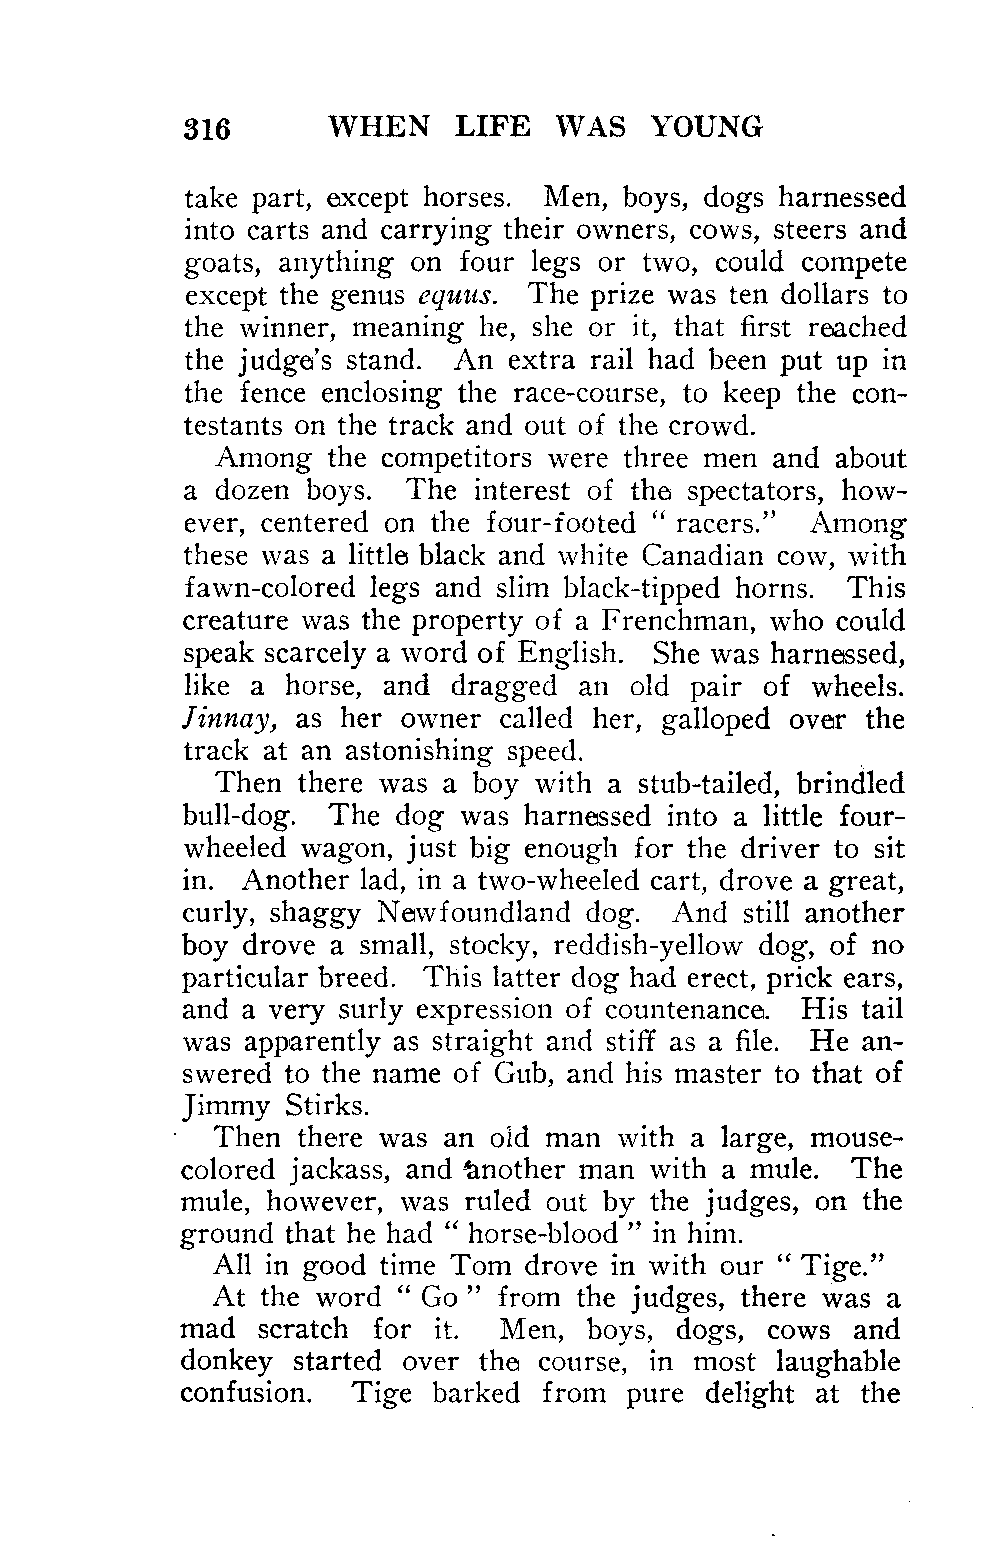 316 WHEN LIFE WAS YOUNG
take part, except horses. Men, boys, dogs harnessed
into carts and carrying their owners, cows, steers and
goats, anything on four legs or two, could compete
except the genus equus. The prize was ten dollars to
the winner, meaning he, she or it, that first reached
the judge's stand. An extra rail had been put up in
the fence enclosing the race-course, to keep the con-
testants on the track and out of the crowd.
Among the competitors were three men and about
a dozen boys. The interest of the spectators, how-
ever, centered on the four-footed " racers." Among
these was a little black and white Canadian cow, with
fawn-colored legs and slim black-tipped horns. This
creature was the property of a Frenchman, who could
speak scarcely a word of English. She was harnessed,
like a horse, and dragged an old pair of wheels.
Jinnay, as her owner called her, galloped over the
track at an astonishing speed.
Then there was a boy with a stub-tailed, brindled
bull-dog. The dog was harnessed into a little four-
wheeled wagon, just big enough for the driver to sit
in. Another lad, in a two-wheeled cart, drove a great,
curly, shaggy Newfoundland dog. And still another
boy drove a small, stocky, reddish-yellow dog, of no
particular breed. This latter dog had erect, prick ears,
and a very surly expression of countenance. His tail
was apparently as straight and stiff as a file. He an-
swered to the name of Gub, and his master to that of
Jimmy Stirks.
Then there was an old man with a large, mouse-
colored jackass, and another man with a mule. The
mule, however, was ruled out by the judges, on the
ground that he had " horse-blood " in him.
All in good time Tom drove in with our " Tige."
At the word " Go " from the judges, there was a
mad scratch for it. Men, boys, dogs, cows and
donkey started over the course, in most laughable
confusion. Tige barked from pure delight at the